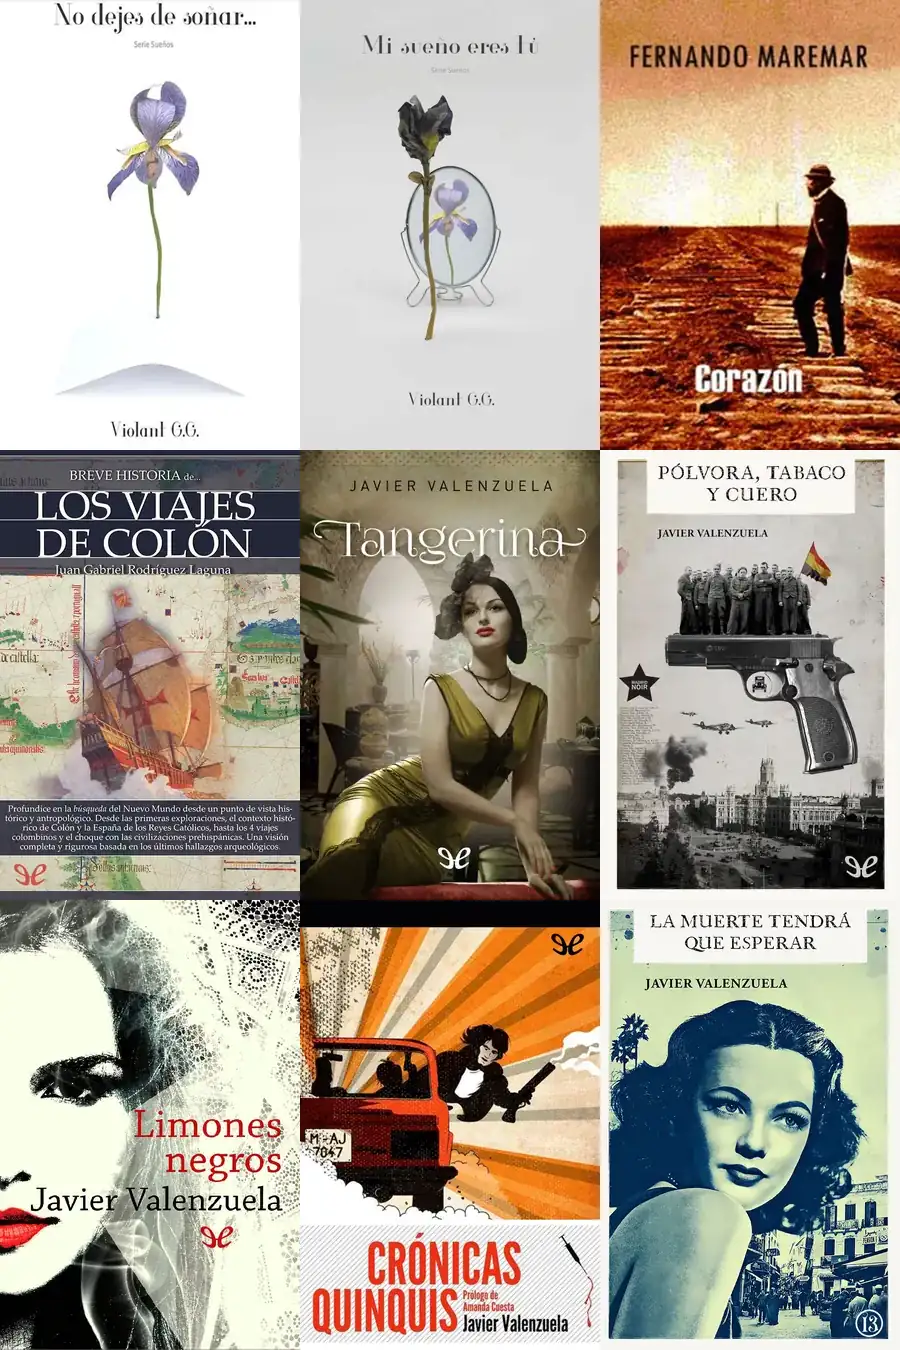 No dejes de soñar...
Serie Sueños
Violant G.G.
Mi sueño eres tú
Serie Sueños
Violant G.G.
FERNANDO MAREMAR
Corazón
BREVE HISTORIA de...
LOS VIAJES
DE COLÓN
Juan Gabriel Rodríguez Laguna
Profundice en la búsqueda del Nuevo Mundo desde un punto de vista his-
tórico y antropológico. Desde las primeras exploraciones, el contexto histó-
rico de Colón y la España de los Reyes Católicos, hasta los 4 viajes
colombinos y el choque con las civilizaciones prehispánicas. Una visión
completa y rigurosa basada en los últimos hallazgos arqueológicos.
JAVIER VALENZUELA
Tangerina
PÓLVORA, TABACO
Y CUERO
JAVIER VALENZUELA
MADRID
NOIR
Limones
negros
Javier Valenzuela
M-AJ
7047
CRÓNICAS
QUINQUIS
Prólogo de
Amanda Cuesta
Javier Valenzuela
LA MUERTE TENDRÁ
QUE ESPERAR
JAVIER VALENZUELA
13